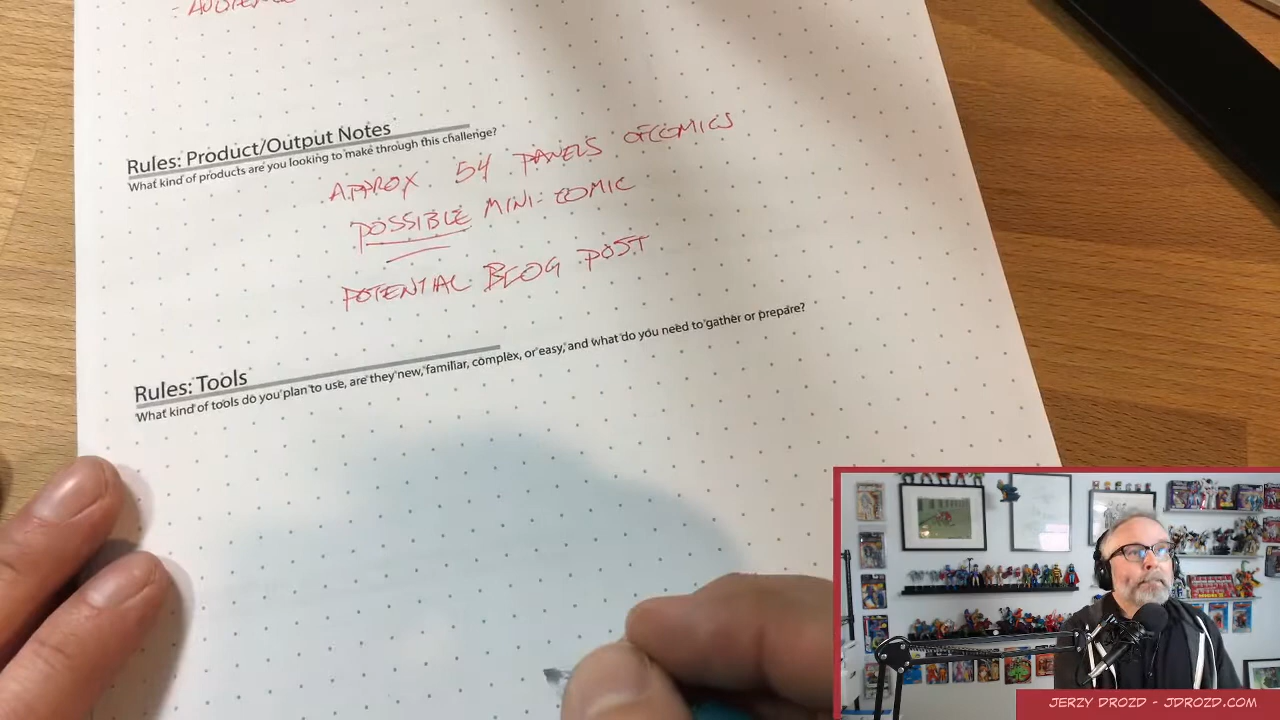 = AUDIENCE
Rules: Product/Output Notes
What kind of products are you looking to make through this challenge?
APPROX 54 PANELS OF COMICS
POSSIBLE MINI-COMIC
POTENTIAL BLOG POST
Rules: Tools
What kind of tools do you plan to use, are they new, familiar, complex, or easy, and what do you need to gather or prepare?
JERZY DROZD - JDROZD.COM